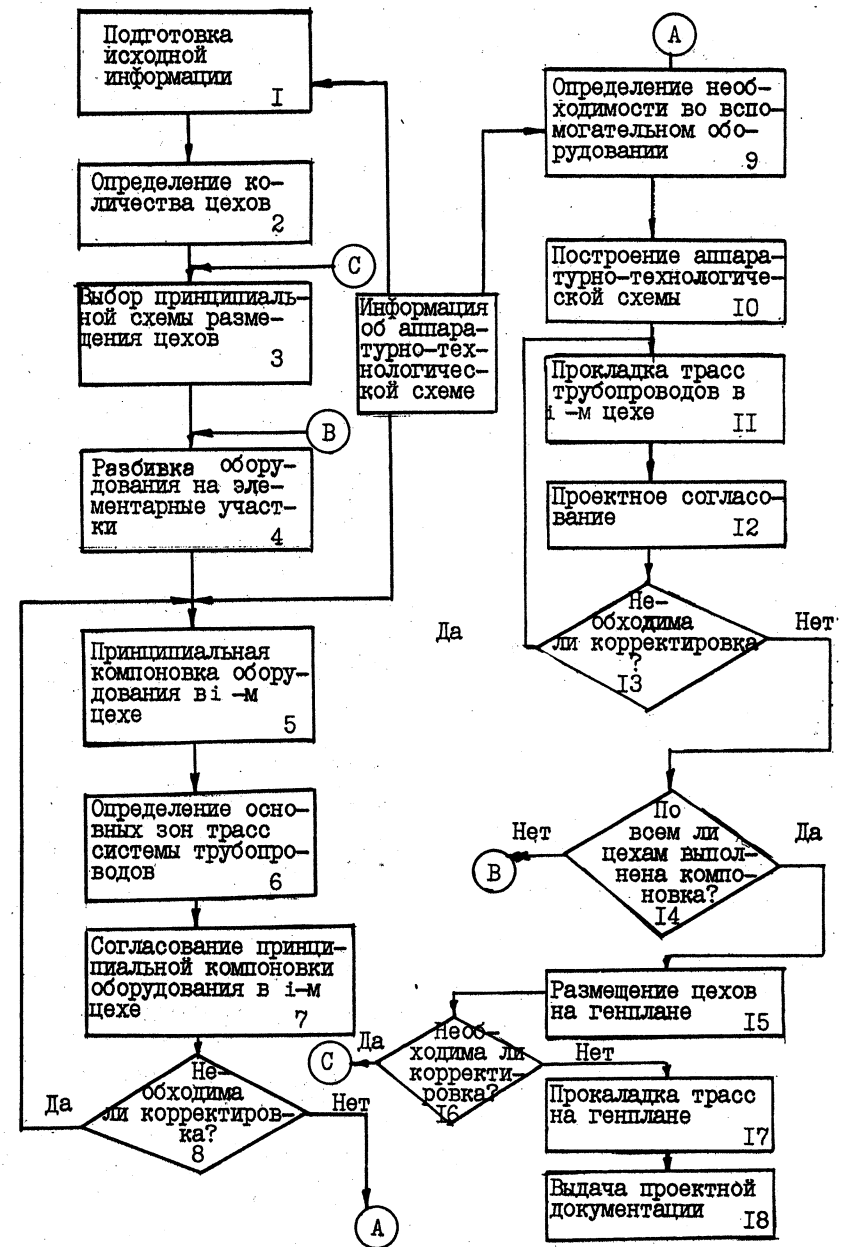 Подготовка
исходной
информации
I
Определение ко-
личества цехов
2
С
Выбор принципиаль-
ной схемы разме-
щения цехов
3
В
Разбивка обору-
дования на эле-
ментарные участ-
ки
4
Принципиальная
компоновка обору-
дования в i -м
цехе
5
Определение основ-
вных зон трасс
системы трубопро-
водов
6
Согласование принци-
пиальной компоновки
оборудования в i-м
цехе
7
Не-
обходима
ли корректиров-
ка?
8
Да
Нет
А
Информация
об аппара-
турно-тех-
нологичес-
кой схеме
А
Определение необ-
ходимости во вспо-
могательном обо-
рудовании
9
Построение аппара-
турно-технологиче-
ской схемы
IO
Прокладка трасс
трубопроводов в
i -м цехе
II
Проектное согласо-
вание
I2
Не-
обходима
ли корректировка
?
I3
Да
Нет
По
всем ли
цехам выпол-
нена компо-
новка?
I4
Нет
Да
В
Размещение цехов
на генплане
I5
Необ-
ходима ли
корректи-
ровка?
I6
Да
Нет
С
Прокаладка трасс
на генплане
I7
Выдача проектной
документации
I8